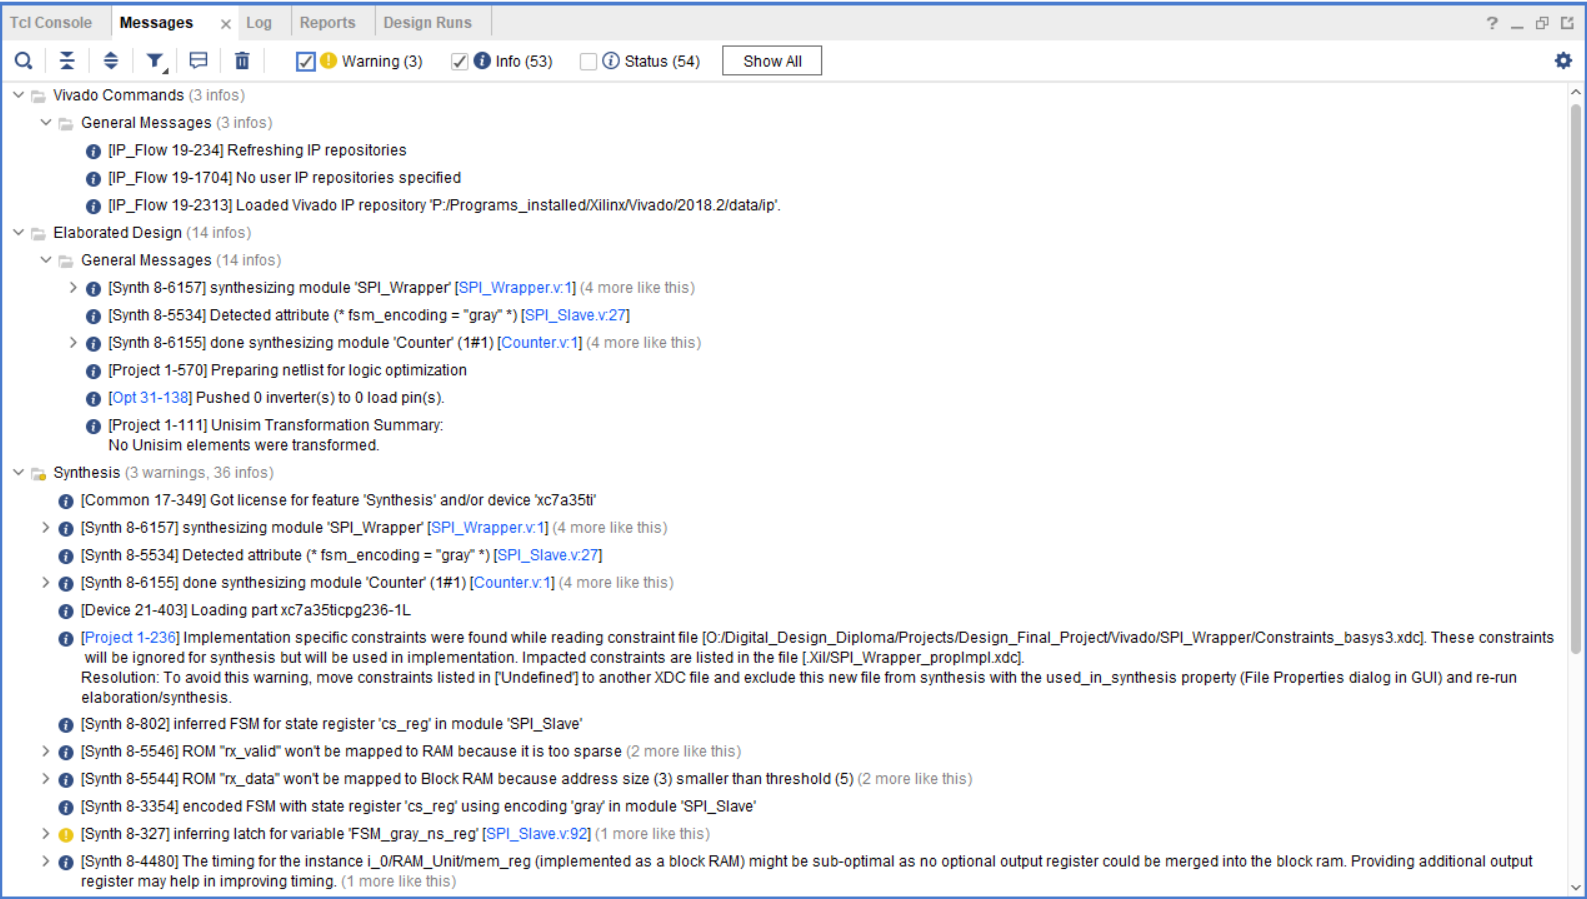 Tcl Console Messages × Log Reports Design Runs ?
Warning (3) Info (53) Status (54) Show All
Vivado Commands (3 infos)
General Messages (3 infos)
[IP_Flow 19-234] Refreshing IP repositories
[IP_Flow 19-1704] No user IP repositories specified
[IP_Flow 19-2313] Loaded Vivado IP repository 'P:/Programs_installed/Xilinx/Vivado/2018.2/data/ip'.
Elaborated Design (14 infos)
General Messages (14 infos)
[Synth 8-6157] synthesizing module 'SPI_Wrapper' [SPI_Wrapper.v:1] (4 more like this)
[Synth 8-5534] Detected attribute (* fsm_encoding = "gray" *) [SPI_Slave.v:27]
[Synth 8-6155] done synthesizing module 'Counter' (1#1) [Counter.v:1] (4 more like this)
[Project 1-570] Preparing netlist for logic optimization
[Opt 31-138] Pushed 0 inverter(s) to 0 load pin(s).
[Project 1-111] Unisim Transformation Summary:
No Unisim elements were transformed.
Synthesis (3 warnings, 36 infos)
[Common 17-349] Got license for feature 'Synthesis' and/or device 'xc7a35ti'
[Synth 8-6157] synthesizing module 'SPI_Wrapper' [SPI_Wrapper.v:1] (4 more like this)
[Synth 8-5534] Detected attribute (* fsm_encoding = "gray" *) [SPI_Slave.v:27]
[Synth 8-6155] done synthesizing module 'Counter' (1#1) [Counter.v:1] (4 more like this)
[Device 21-403] Loading part xc7a35ticpg236-1L
[Project 1-236] Implementation specific constraints were found while reading constraint file [O:/Digital_Design_Diploma/Projects/Design_Final_Project/Vivado/SPI_Wrapper/Constraints_basys3.xdc]. These constraints
will be ignored for synthesis but will be used in implementation. Impacted constraints are listed in the file [.Xil/SPI_Wrapper_propImpl.xdc].
Resolution: To avoid this warning, move constraints listed in ['Undefined'] to another XDC file and exclude this new file from synthesis with the used_in_synthesis property (File Properties dialog in GUI) and re-run
elaboration/synthesis.
[Synth 8-802] inferred FSM for state register 'cs_reg' in module 'SPI_Slave'
[Synth 8-5546] ROM "rx_valid" won't be mapped to RAM because it is too sparse (2 more like this)
[Synth 8-5544] ROM "rx_data" won't be mapped to Block RAM because address size (3) smaller than threshold (5) (2 more like this)
[Synth 8-3354] encoded FSM with state register 'cs_reg' using encoding 'gray' in module 'SPI_Slave'
[Synth 8-327] inferring latch for variable 'FSM_gray_ns_reg' [SPI_Slave.v:92] (1 more like this)
[Synth 8-4480] The timing for the instance i_0/RAM_Unit/mem_reg (implemented as a block RAM) might be sub-optimal as no optional output register could be merged into the block ram. Providing additional output
register may help in improving timing. (1 more like this)